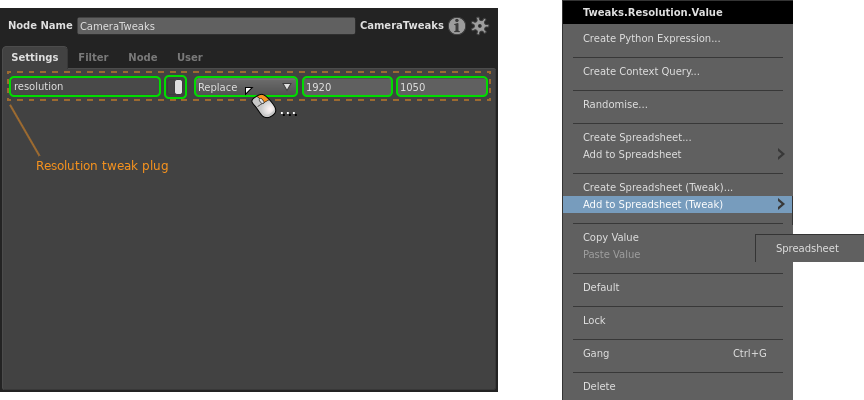 Node Name CameraTweaks CameraTweaks
Settings Filter Node User
resolution Replace 1920 1050
...
Resolution tweak plug
Tweaks.Resolution.Value
Create Python Expression...
Create Context Query...
Randomise...
Create Spreadsheet...
Add to Spreadsheet
Create Spreadsheet (Tweak)...
Add to Spreadsheet (Tweak)
Copy Value
Spreadsheet
Paste Value
Default
Lock
Gang Ctrl+G
Delete